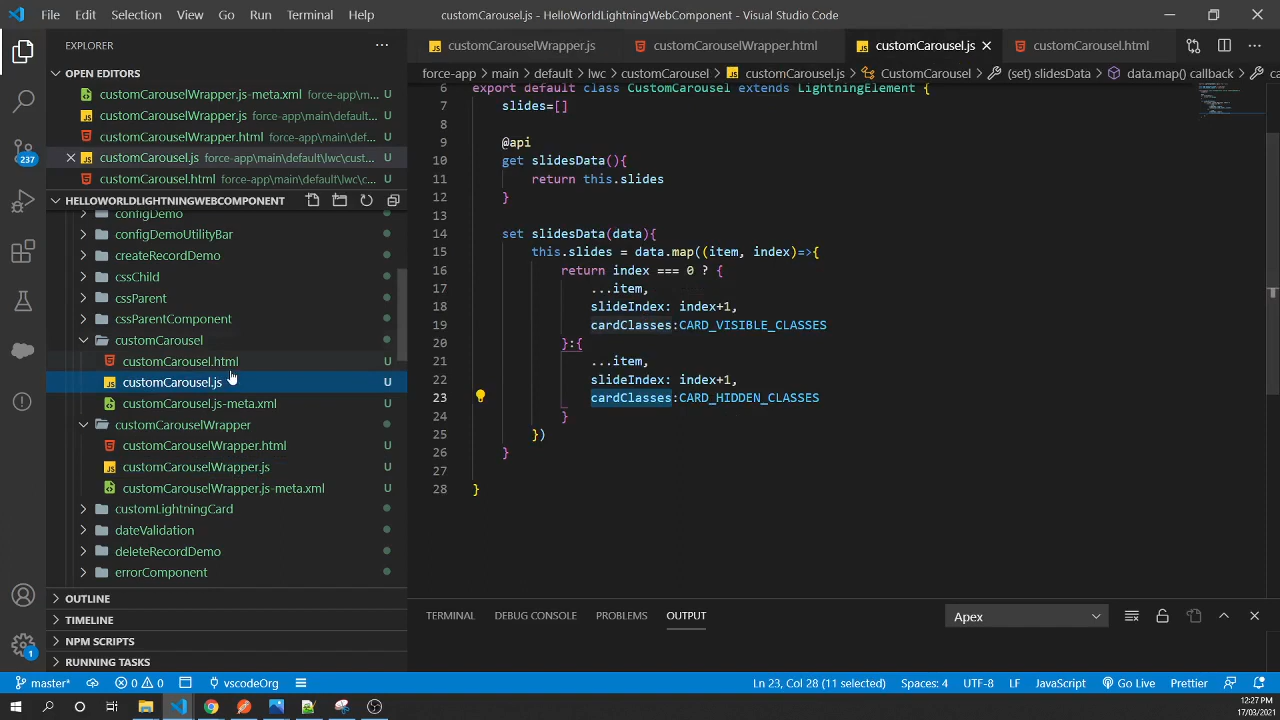 File Edit Selection View Go Run Terminal Help
customCarousel.js - HelloWorldLightningWebComponent - Visual Studio Code
EXPLORER
OPEN EDITORS
customCarouselWrapper.js-meta.xml force-app\m...
customCarouselWrapper.js force-app\main\default...
customCarouselWrapper.html force-app\main\def...
customCarousel.js force-app\main\default\lwc\cust...
customCarousel.html force-app\main\default\lwc\c...
HELLOWORLDLIGHTNINGWEBCOMPONENT
configDemo
configDemoUtilityBar
createRecordDemo
cssChild
cssParent
cssParentComponent
customCarousel
customCarousel.html U
customCarousel.js U
customCarousel.js-meta.xml U
customCarouselWrapper
customCarouselWrapper.html U
customCarouselWrapper.js U
customCarouselWrapper.js-meta.xml U
customLightningCard
dateValidation
deleteRecordDemo
errorComponent
OUTLINE
TIMELINE
NPM SCRIPTS
RUNNING TASKS
237
1
customCarouselWrapper.js customCarouselWrapper.html customCarousel.js customCarousel.html
force-app > main > default > lwc > customCarousel > customCarousel.js > CustomCarousel > (set) slidesData > data.map() callback > ca
6 export default class CustomCarousel extends LightningElement {
7 slides=[]
8
9 @api
10 get slidesData(){
11 return this.slides
12 }
13
14 set slidesData(data){
15 this.slides = data.map((item, index)=>{
16 return index === 0 ? {
17 ...item,
18 slideIndex: index+1,
19 cardClasses:CARD_VISIBLE_CLASSES
20 }:{
21 ...item,
22 slideIndex: index+1,
23 cardClasses:CARD_HIDDEN_CLASSES
24 }
25 })
26 }
27
28 }
TERMINAL DEBUG CONSOLE PROBLEMS OUTPUT
Apex
master* 0 0 vscodeOrg
Ln 23, Col 28 (11 selected) Spaces: 4 UTF-8 LF JavaScript Go Live Prettier
12:27 PM
17/03/2021